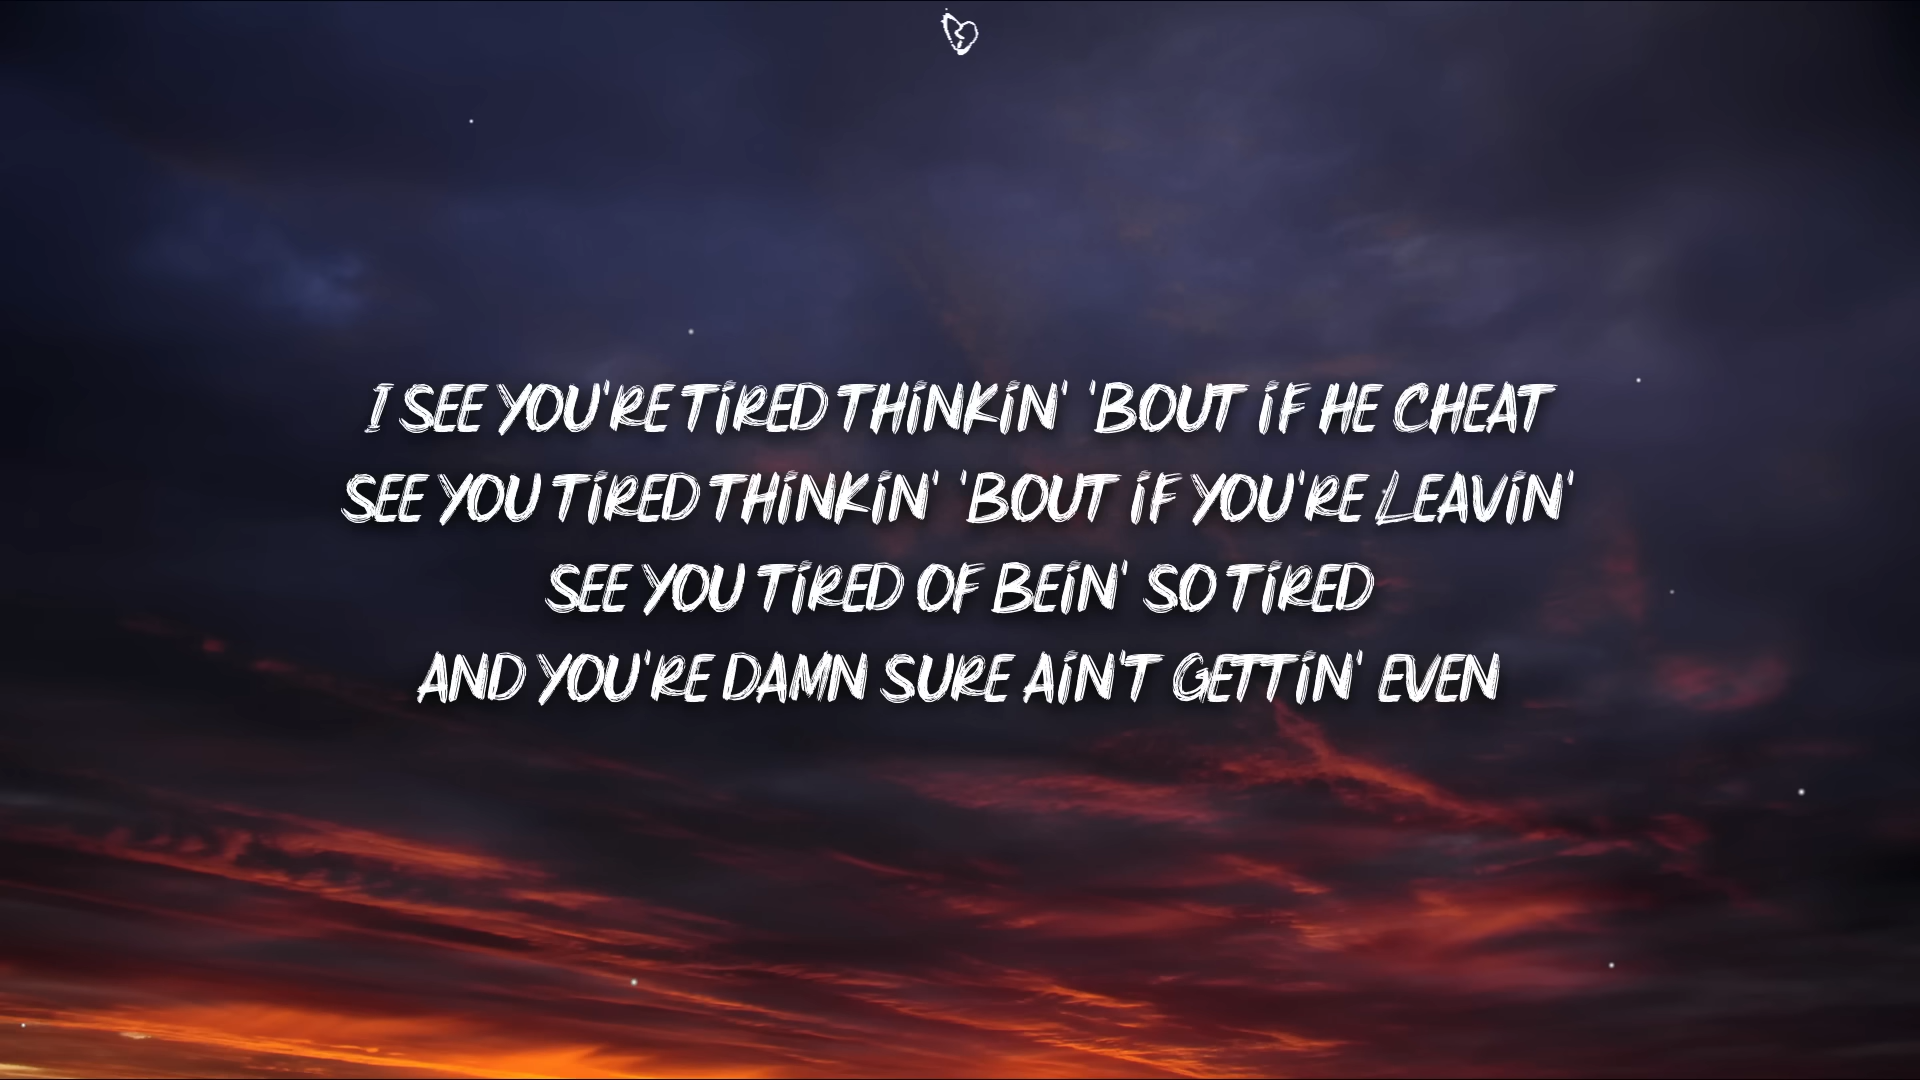 I SEE YOU'RE TIRED THINKIN' 'BOUT IF HE CHEAT
SEE YOU TIRED THINKIN' 'BOUT IF YOU'RE LEAVIN'
SEE YOU TIRED OF BEIN' SO TIRED
AND YOU'RE DAMN SURE AIN'T GETTIN' EVEN